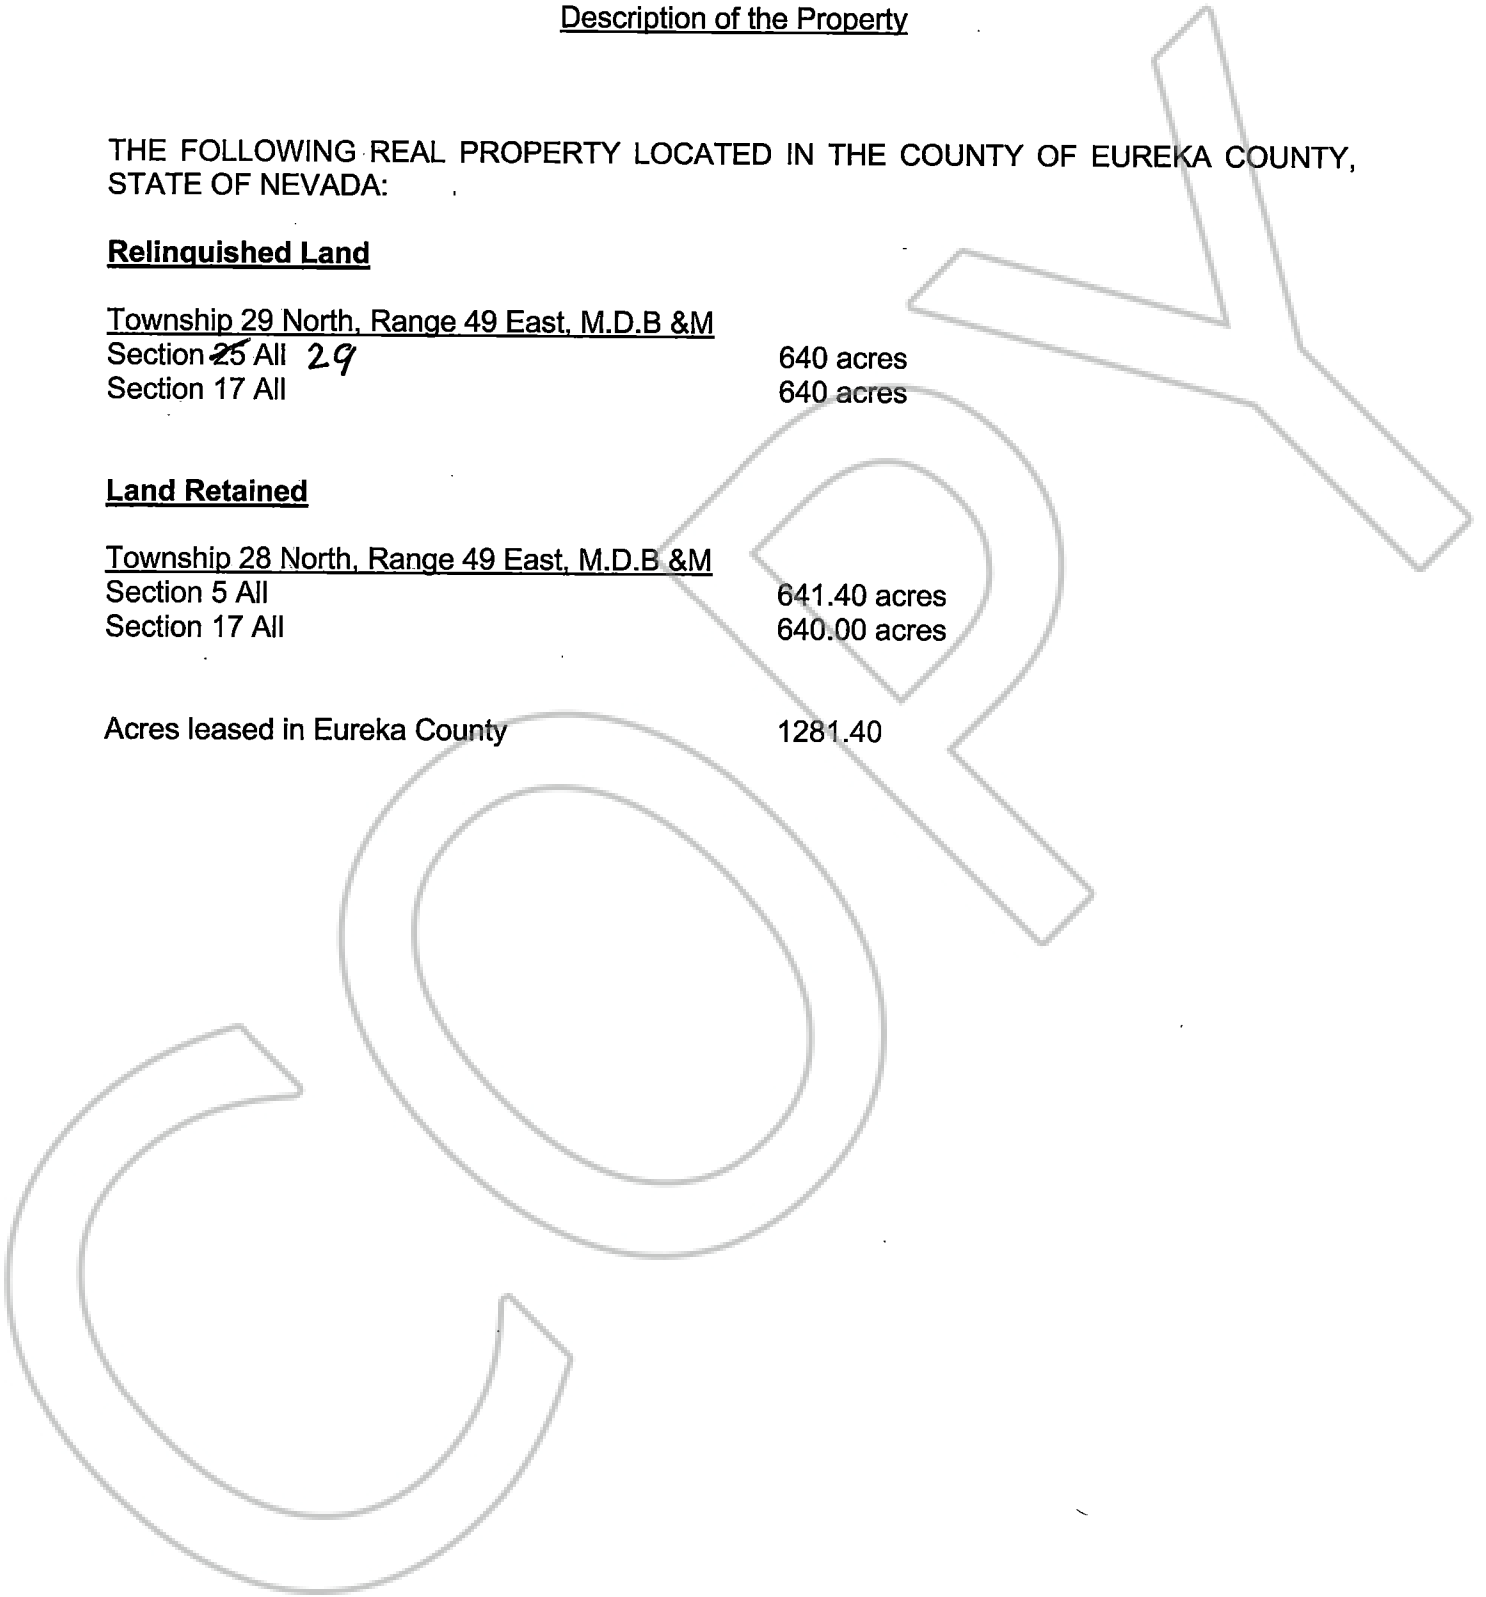 Description of the Property
THE FOLLOWING REAL PROPERTY LOCATED IN THE COUNTY OF EUREKA COUNTY,
STATE OF NEVADA:
Relinquished Land
Township 29 North, Range 49 East, M.D.B &M
Section 25 All 29 640 acres
Section 17 All 640 acres
Land Retained
Township 28 North, Range 49 East, M.D.B &M
Section 5 All 641.40 acres
Section 17 All 640.00 acres
Acres leased in Eureka County 1281.40
COPY